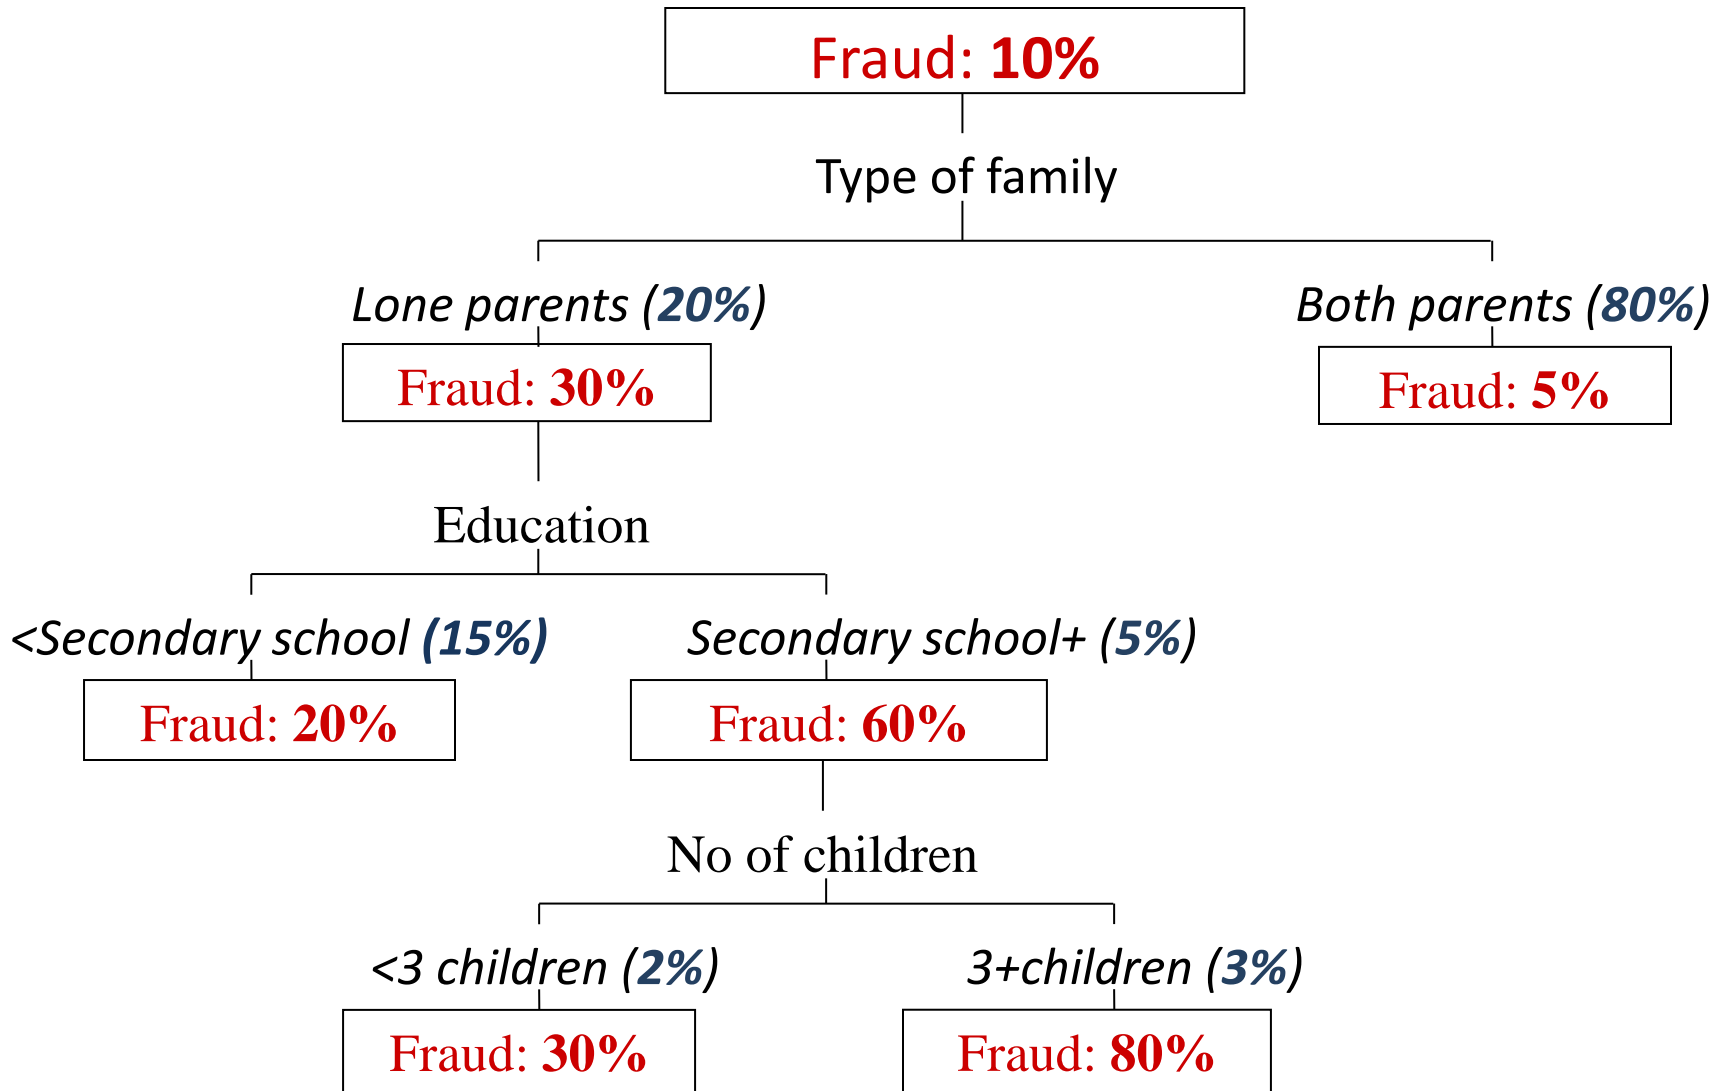 Fraud: 10%
Type of family
Lone parents (20%)
Both parents (80%)
Fraud: 30%
Fraud: 5%
Education
<Secondary school (15%)
Secondary school+ (5%)
Fraud: 20%
Fraud: 60%
No of children
<3 children (2%)
3+children (3%)
Fraud: 30%
Fraud: 80%